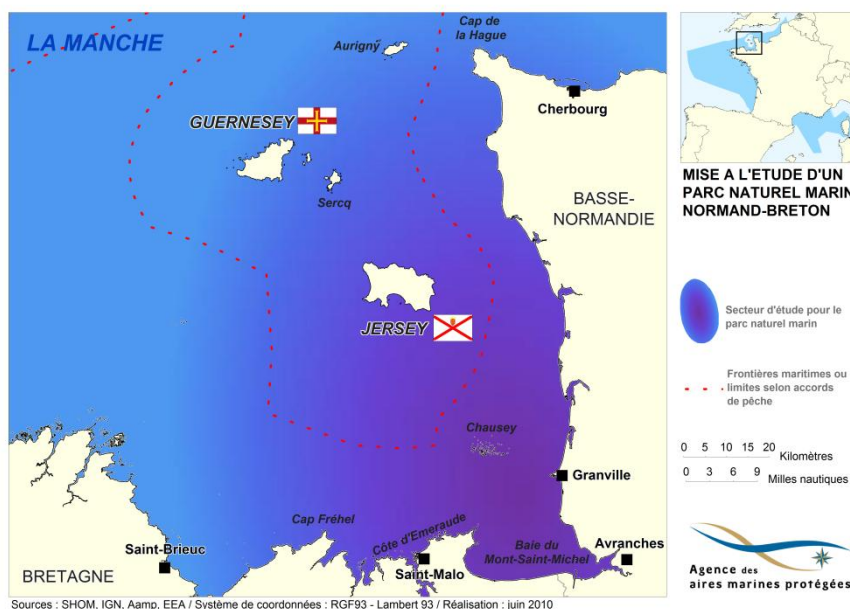 LA MANCHE
Aurigny
Cap de
la Hague
Cherbourg
GUERNESEY
Sercq
BASSE-
NORMANDIE
JERSEY
Chausey
Granville
Cap Fréhel
Côte d'Emeraude
Baie du
Mont-Saint-Michel
Avranches
Saint-Brieuc
Saint-Malo
BRETAGNE
MISE A L'ETUDE D'UN
PARC NATUREL MARIN
NORMAND-BRETON
Secteur d'étude pour le
parc naturel marin
Frontières maritimes ou
limites selon accords
de pêche
0 5 10 15 20
Kilomètres
0 3 6 9
Milles nautiques
Agence des
aires marines protégées
Sources : SHOM, IGN, Aamp, EEA / Système de coordonnées : RGF93 - Lambert 93 / Réalisation : juin 2010